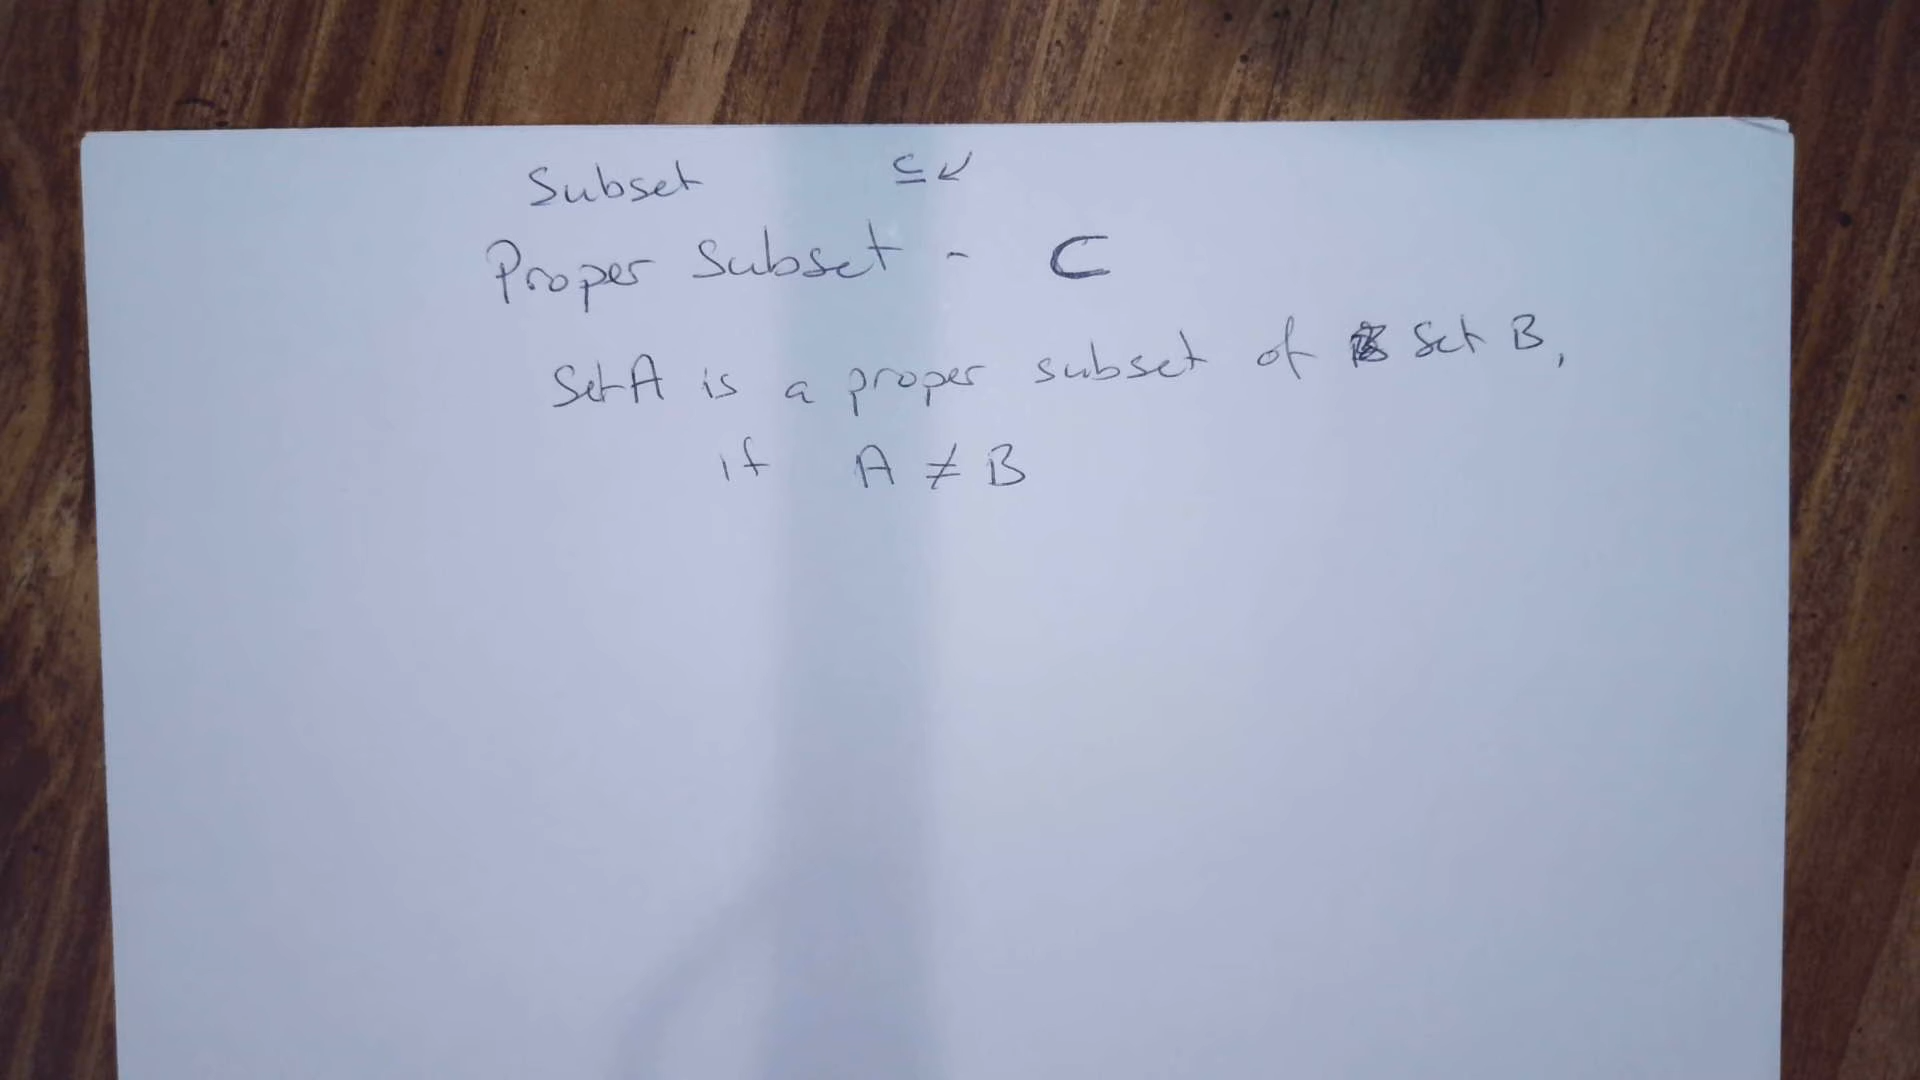 Subset ⊆ ↙
Proper Subset - ⊂
Set A is a proper subset of Set B,
if A ≠ B